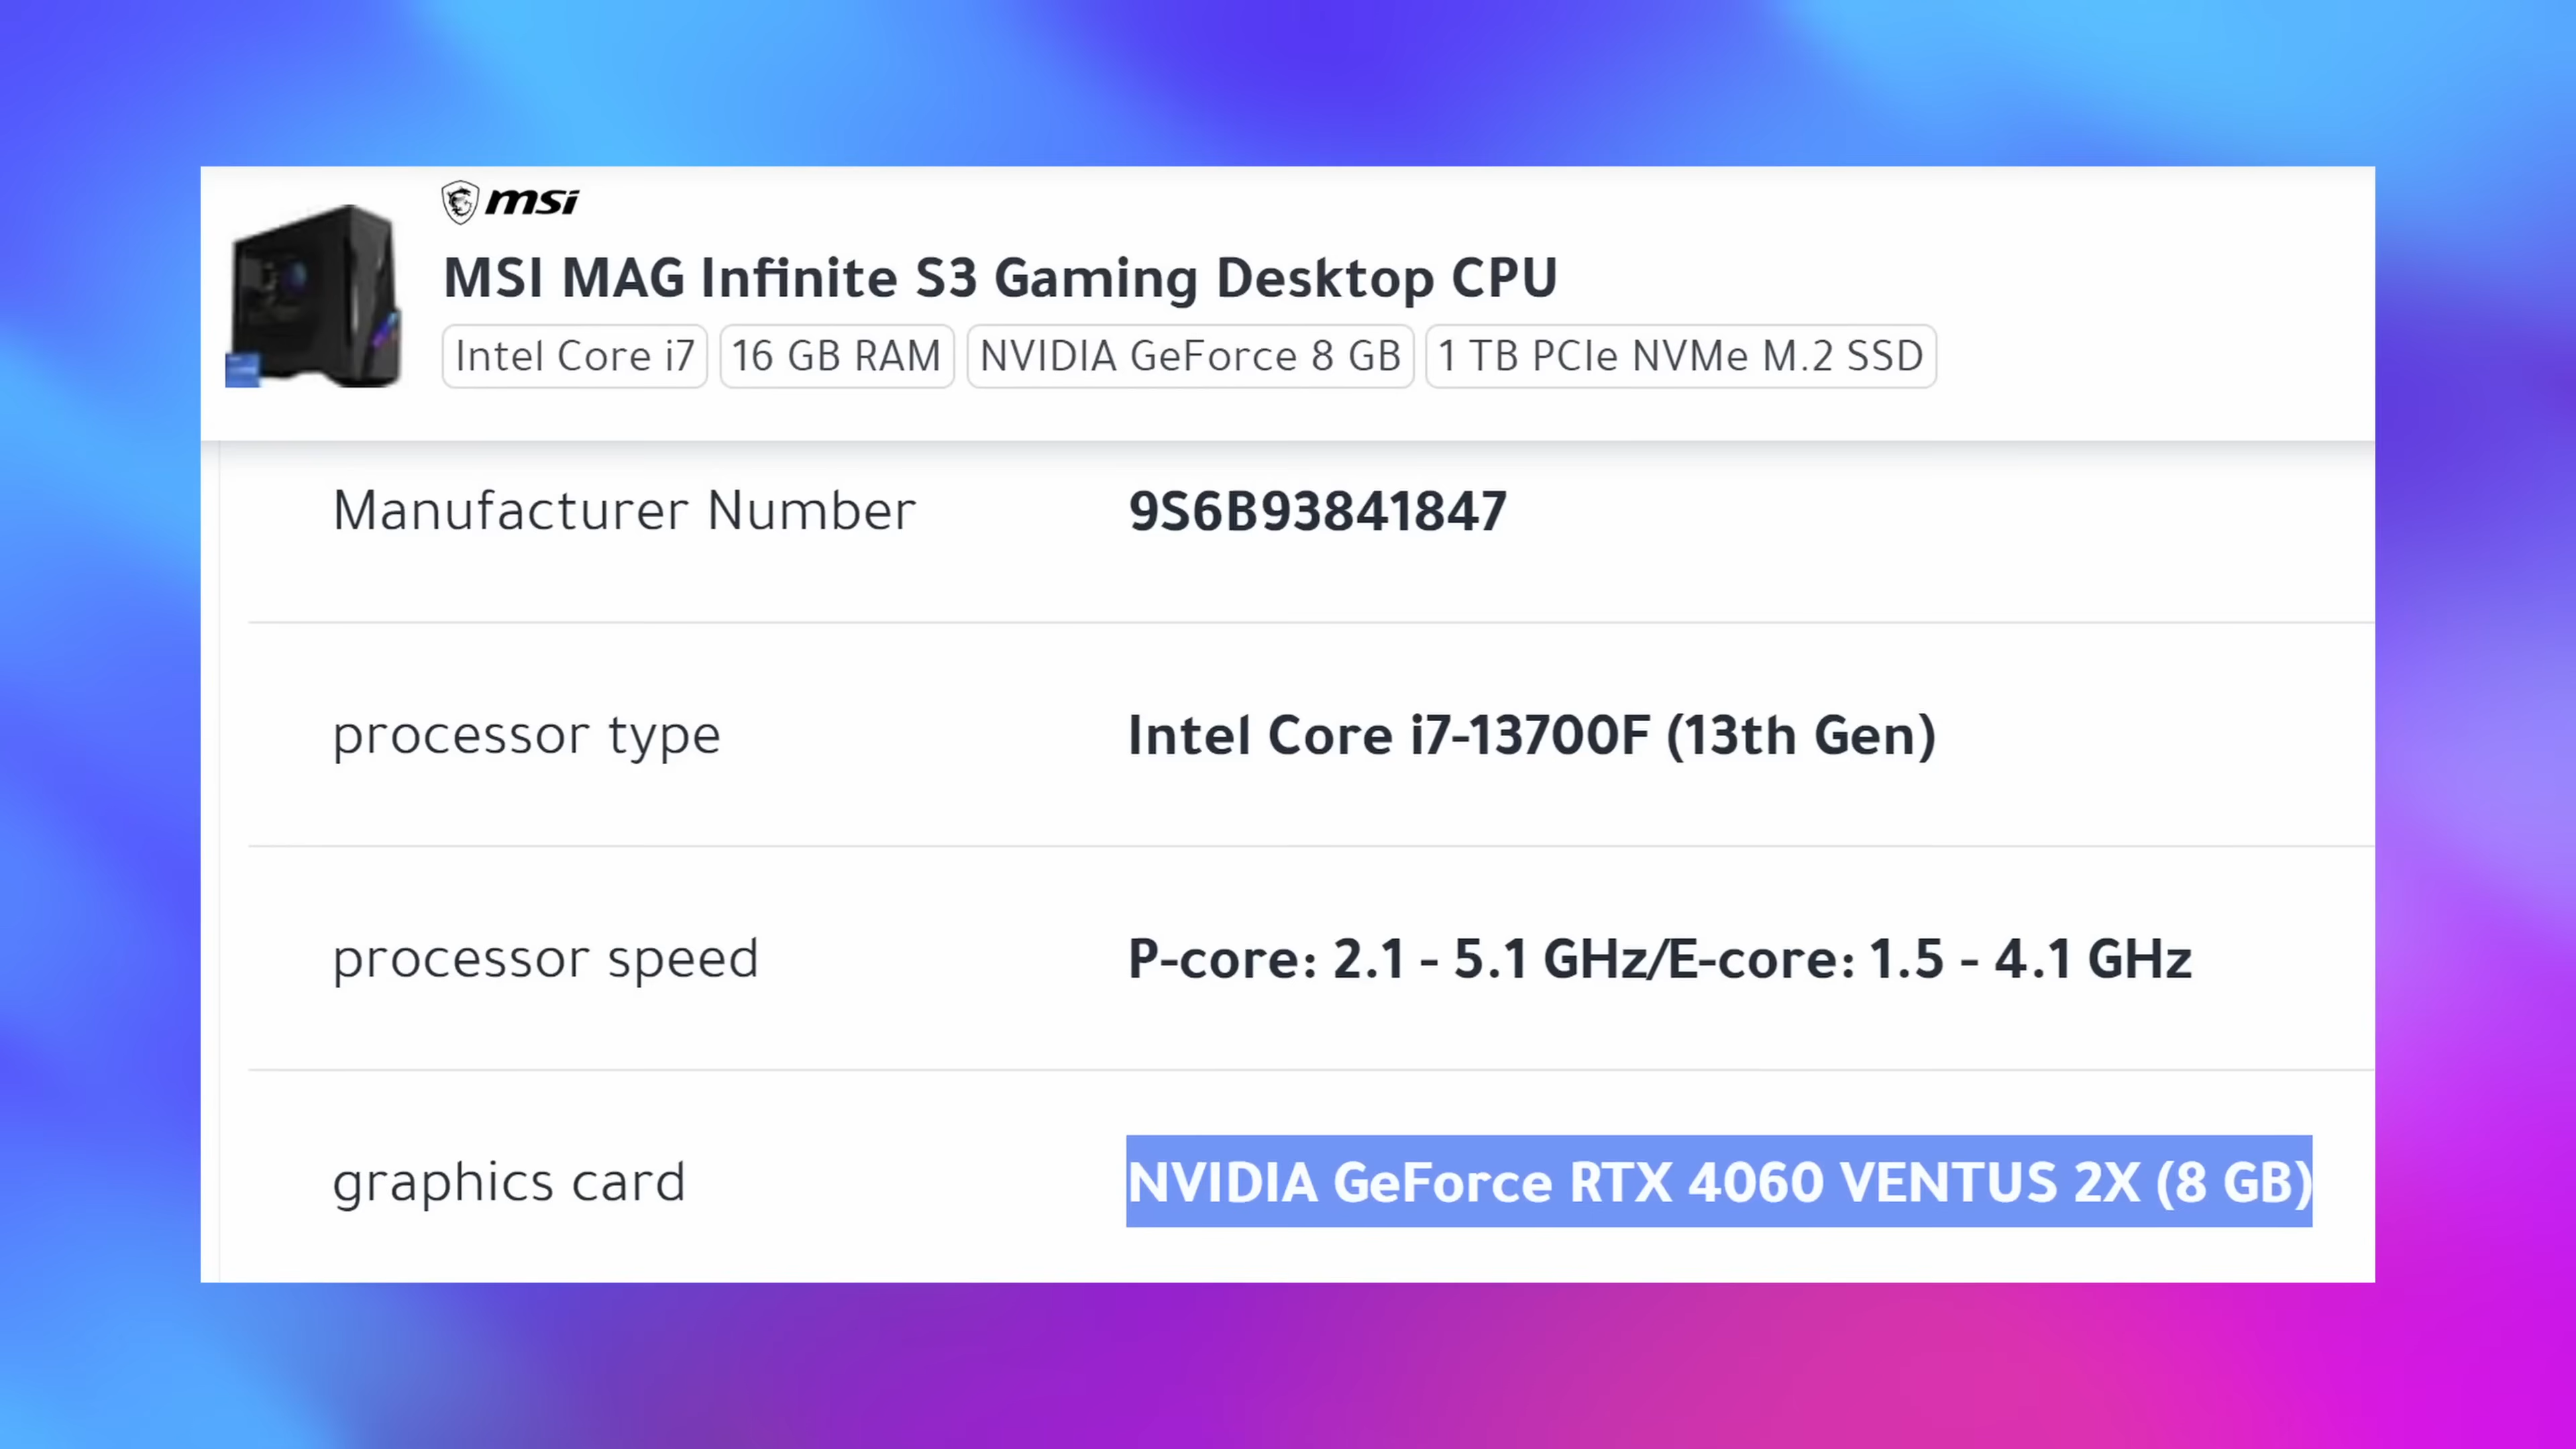 msi
MSI MAG Infinite S3 Gaming Desktop CPU
Intel Core i7 16 GB RAM NVIDIA GeForce 8 GB 1 TB PCIe NVMe M.2 SSD
Manufacturer Number 9S6B93841847
processor type Intel Core i7-13700F (13th Gen)
processor speed P-core: 2.1 - 5.1 GHz/E-core: 1.5 - 4.1 GHz
graphics card NVIDIA GeForce RTX 4060 VENTUS 2X (8 GB)